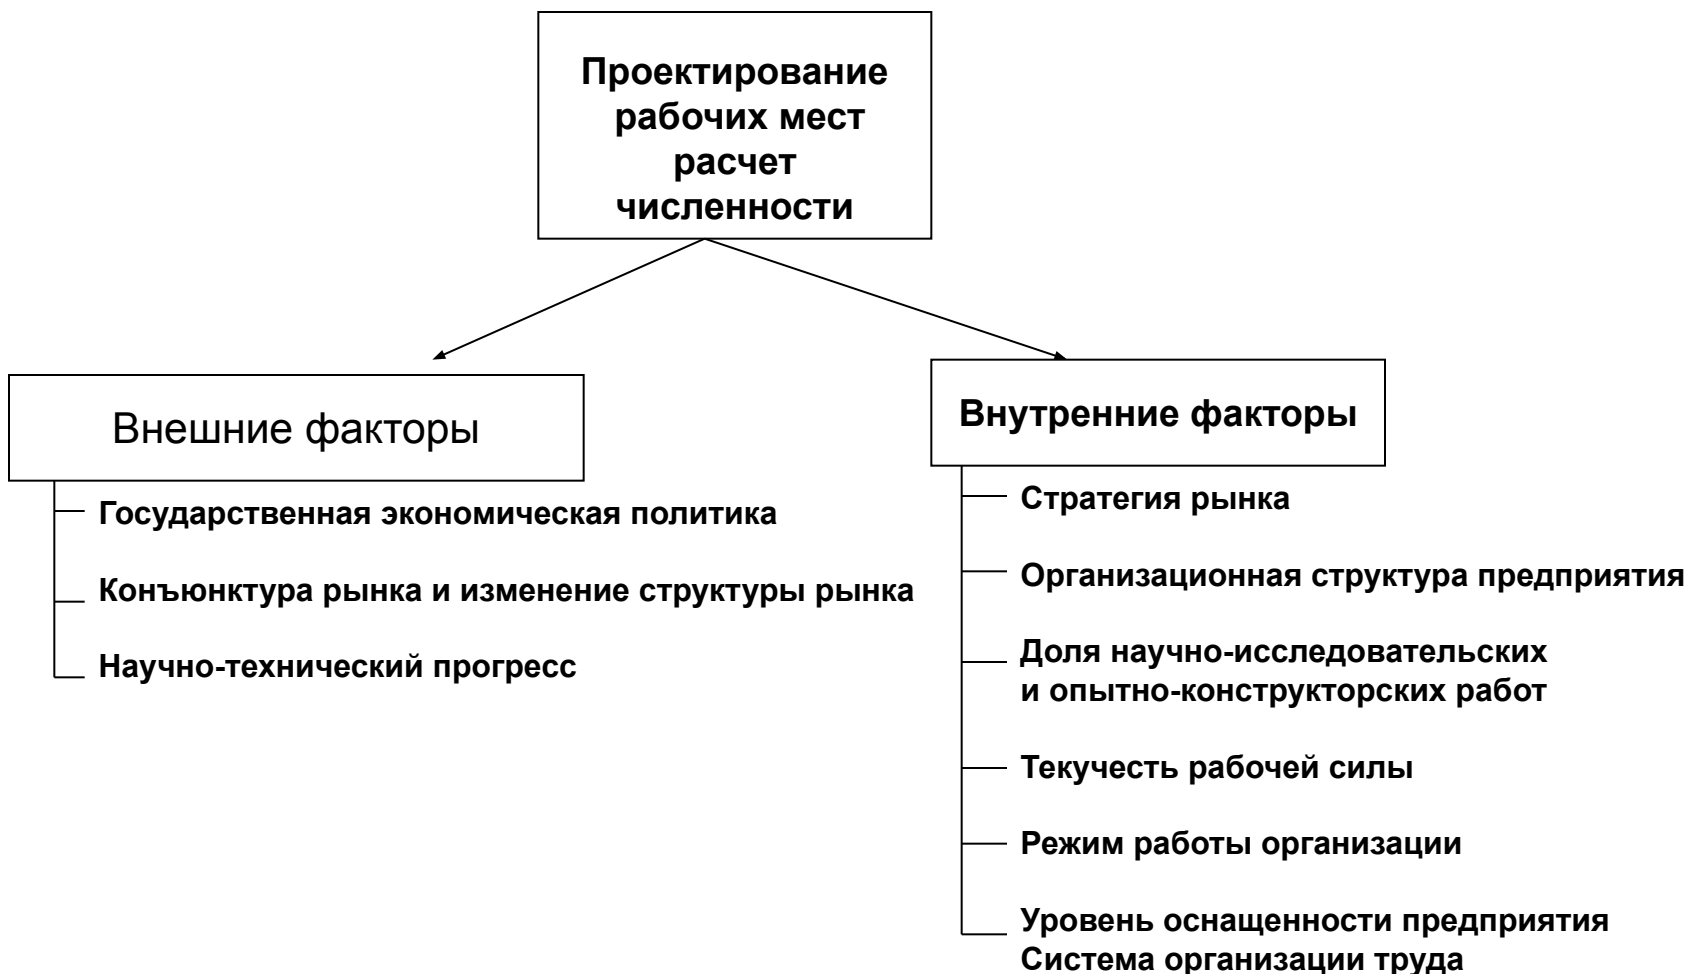 Проектирование
рабочих мест
расчет
численности
Внешние факторы
Государственная экономическая политика
Конъюнктура рынка и изменение структуры рынка
Научно-технический прогресс
Внутренние факторы
Стратегия рынка
Организационная структура предприятия
Доля научно-исследовательских
и опытно-конструкторских работ
Текучесть рабочей силы
Режим работы организации
Уровень оснащенности предприятия
Система организации труда